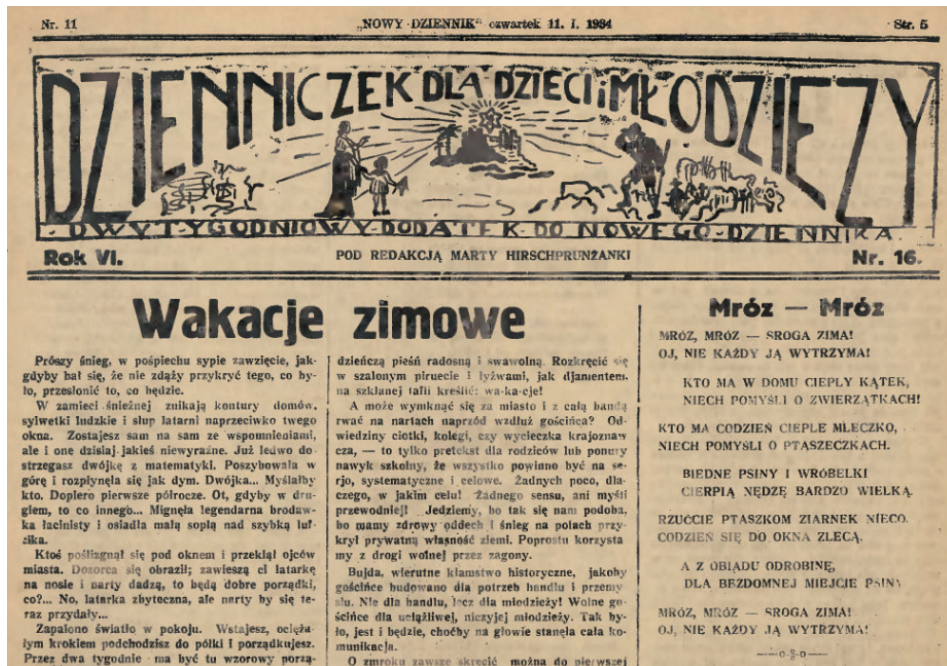 Nr. 11
„NOWY DZIENNIK" czwartek 11. I. 1934
Str. 5
DZIENNICZEK DLA DZIECI i MŁODZIEŻY
DWUTYGODNIOWY DODATEK DO NOWEGO DZIENNIKA
Rok VI.
POD REDAKCJĄ MARTY HIRSCHPRUNŻANKI
Nr. 16.
Wakacje zimowe
Prószy śnieg, w pośpiechu sypie zawzięcie, jak-
gdyby bał się, że nie zdąży przykryć tego, co by-
ło, przesłonić to, co będzie.
W zamieci śnieżnej znikają kontury domów,
sylwetki ludzkie i słup latarni naprzeciwko twego
okna. Zostajesz sam na sam ze wspomnieniami,
ale i one dzisiaj jakieś niewyraźne. Już ledwo do-
strzegasz dwójkę z matematyki. Poszybowała w
górę i rozpłynęła się jak dym. Dwójka... Myślałby
kto. Dopiero pierwsze półrocze. Ot, gdyby w dru-
giem, to co innego... Mignęła legendarna brodaw-
ka łacinisty i osiadła małą soplą nad szybką luf-
cika.
Ktoś pośliznął się pod oknem i przeklął ojców
miasta. Dozorca się obraził; zawieszą ci latarkę
na nosie i narty dadzą, to będą dobre porządki,
co?... No, latarka zbyteczna, ale narty by się te-
raz przydały...
Zapalono światło w pokoju. Wstajesz, ocięża-
łym krokiem podchodzisz do półki i porządkujesz.
Przez dwa tygodnie ma być tu wzorowy porzą-
dzieńczą pieśń radosną i swawolną. Rozkręcić się
w szalonym piruecie i łyżwami, jak djamentem,
na szklanej tafli kreślić: wa-ka-cje!
A może wymknąć się za miasto i z całą bandą
rwać na nartach naprzód wzdłuż gościńca? Od-
wiedziny ciotki, kolegi, czy wycieczka krajoznaw
cza, — to tylko pretekst dla rodziców lub ponury
nawyk szkolny, że wszystko powinno być na se-
rjo, systematyczne i celowe. Żadnych poco, dla-
czego, w jakim celu! Żadnego sensu, ani myśli
przewodniej! Jedziemy, bo tak się nam podoba,
bo mamy zdrowy oddech i śnieg na polach przy-
krył prywatną własność ziemi. Poprostu korzysta
my z drogi wolnej przez zagony.
Bujda, wierutne kłamstwo historyczne, jakoby
gościńce budowano dla potrzeb handlu i przemy
słu. Nie dla handlu, lecz dla młodzieży! Wolne go-
ścińce dla uciążliwej, niczyjej młodzieży. Tak by-
ło, jest i będzie, choćby na głowie stanęła cała ko-
munikacja.
O zmroku zawsze skręcić można do pierwszej
Mróz — Mróz
MRÓZ, MRÓZ — SROGA ZIMA!
OJ, NIE KAŻDY JĄ WYTRZYMA!
KTO MA W DOMU CIEPŁY KĄTEK,
NIECH POMYŚLI O ZWIERZĄTKACH!
KTO MA CODZIEŃ CIEPŁE MLECZKO,
NIECH POMYŚLI O PTASZECZKACH.
BIEDNE PSINY I WRÓBELKI
CIERPIĄ NĘDZĘ BARDZO WIELKĄ.
RZUĆCIE PTASZKOM ZIARNEK NIECO.
CODZIEŃ SIĘ DO OKNA ZLECĄ.
A Z OBIADU ODROBINĘ,
DLA BEZDOMNEJ MIEJCIE PSINY
MRÓZ, MRÓZ — SROGA ZIMA!
OJ, NIE KAŻDY JĄ WYTRZYMA!
—o-§-o—